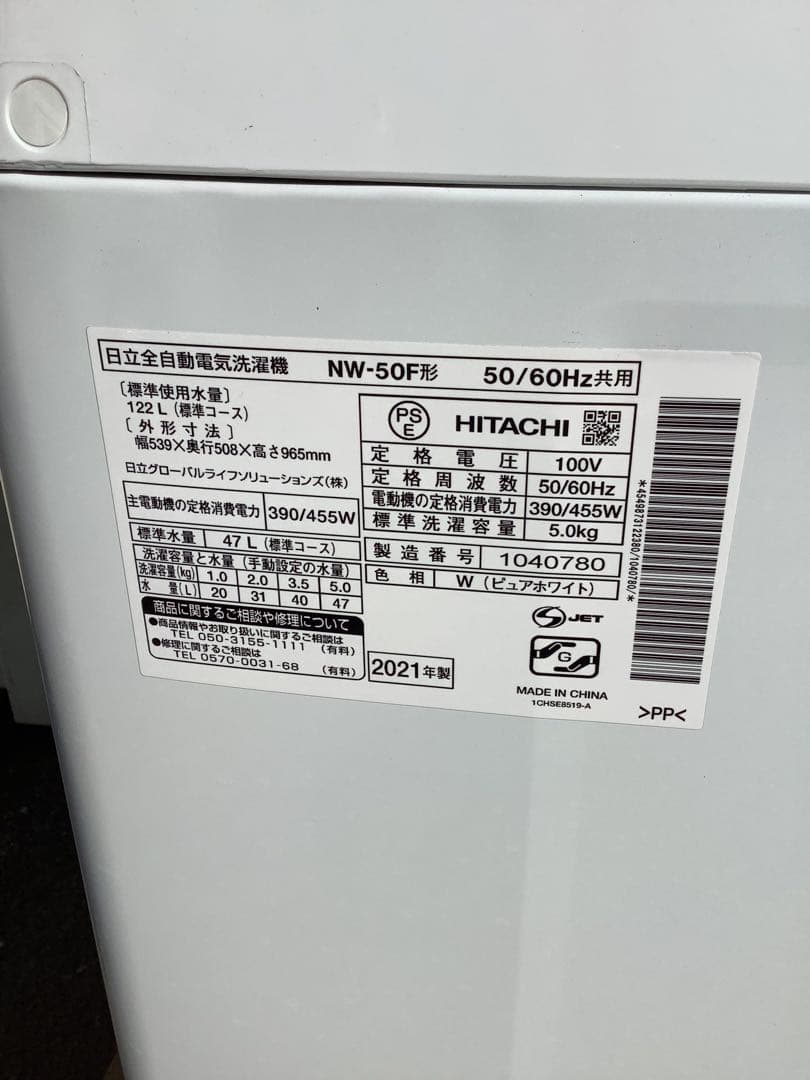 日立全自動電気洗濯機 NW-50F形 50/60Hz共用
〔標準使用水量〕
122 L (標準コース)
〔外形寸法〕
幅539×奥行508×高さ965mm
日立グローバルライフソリューションズ(株)
主電動機の定格消費電力 390/455W
標準水量 47 L (標準コース)
洗濯容量と水量 (手動設定の水量)
洗濯容量(kg) 1.0 2.0 3.5 5.0
水量(L) 20 31 40 47
商品に関するご相談や修理について
●商品情報やお取り扱いに関するご相談は
TEL 050-3155-1111 (有料)
●修理に関するご相談は
TEL 0570-0031-68 (有料)
PS
E
HITACHI
定格電圧 100V
定格周波数 50/60Hz
電動機の定格消費電力 390/455W
標準洗濯容量 5.0kg
製造番号 1040780
色相 W (ピュアホワイト)
2021年製
JET
G
MADE IN CHINA
1CHSE8519-A
>PP<
*4549873122380/1040780/*